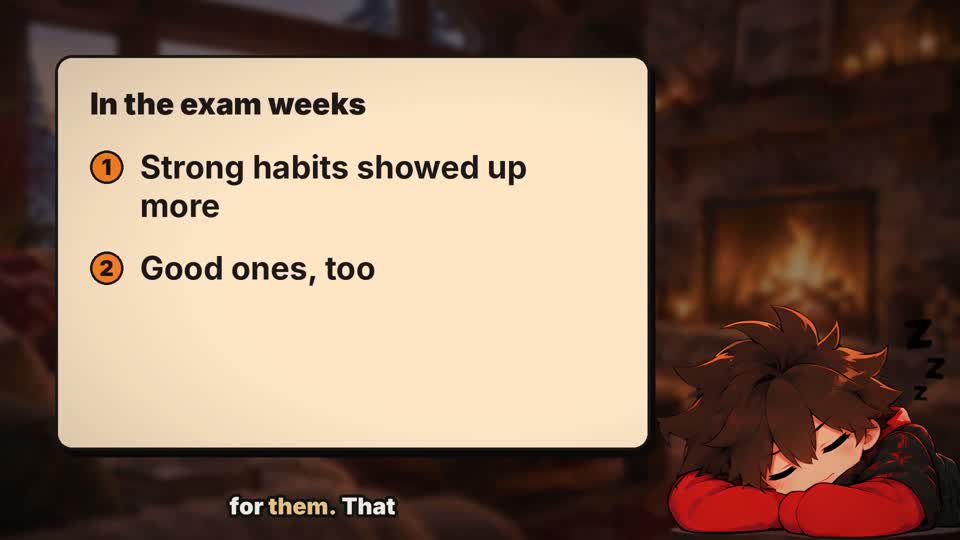 In the exam weeks
1 Strong habits showed up
more
2 Good ones, too
z
z
z
for them. That